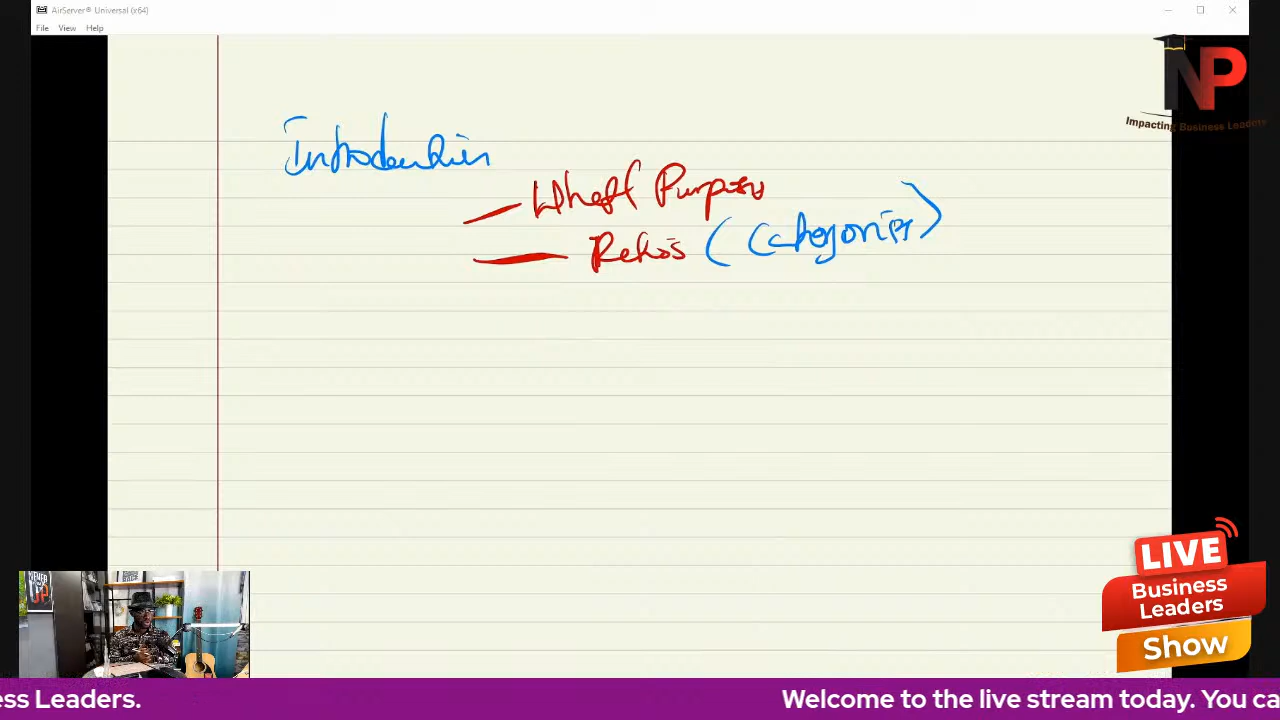 AirServer® Universal (x64)
File View Help
NP
Impacting Business Leaders
Introduction
What Purpose
Ratios (Categories)
LIVE
Business
Leaders
Show
ess Leaders. Welcome to the live stream today. You ca